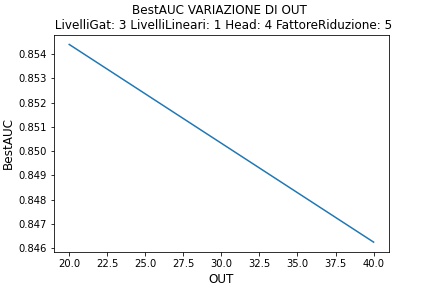 BestAUC VARIAZIONE DI OUT
LivelliGat: 3 LivelliLineari: 1 Head: 4 FattoreRiduzione: 5
BestAUC
0.854
0.853
0.852
0.851
0.850
0.849
0.848
0.847
0.846
20.0 22.5 25.0 27.5 30.0 32.5 35.0 37.5 40.0
OUT